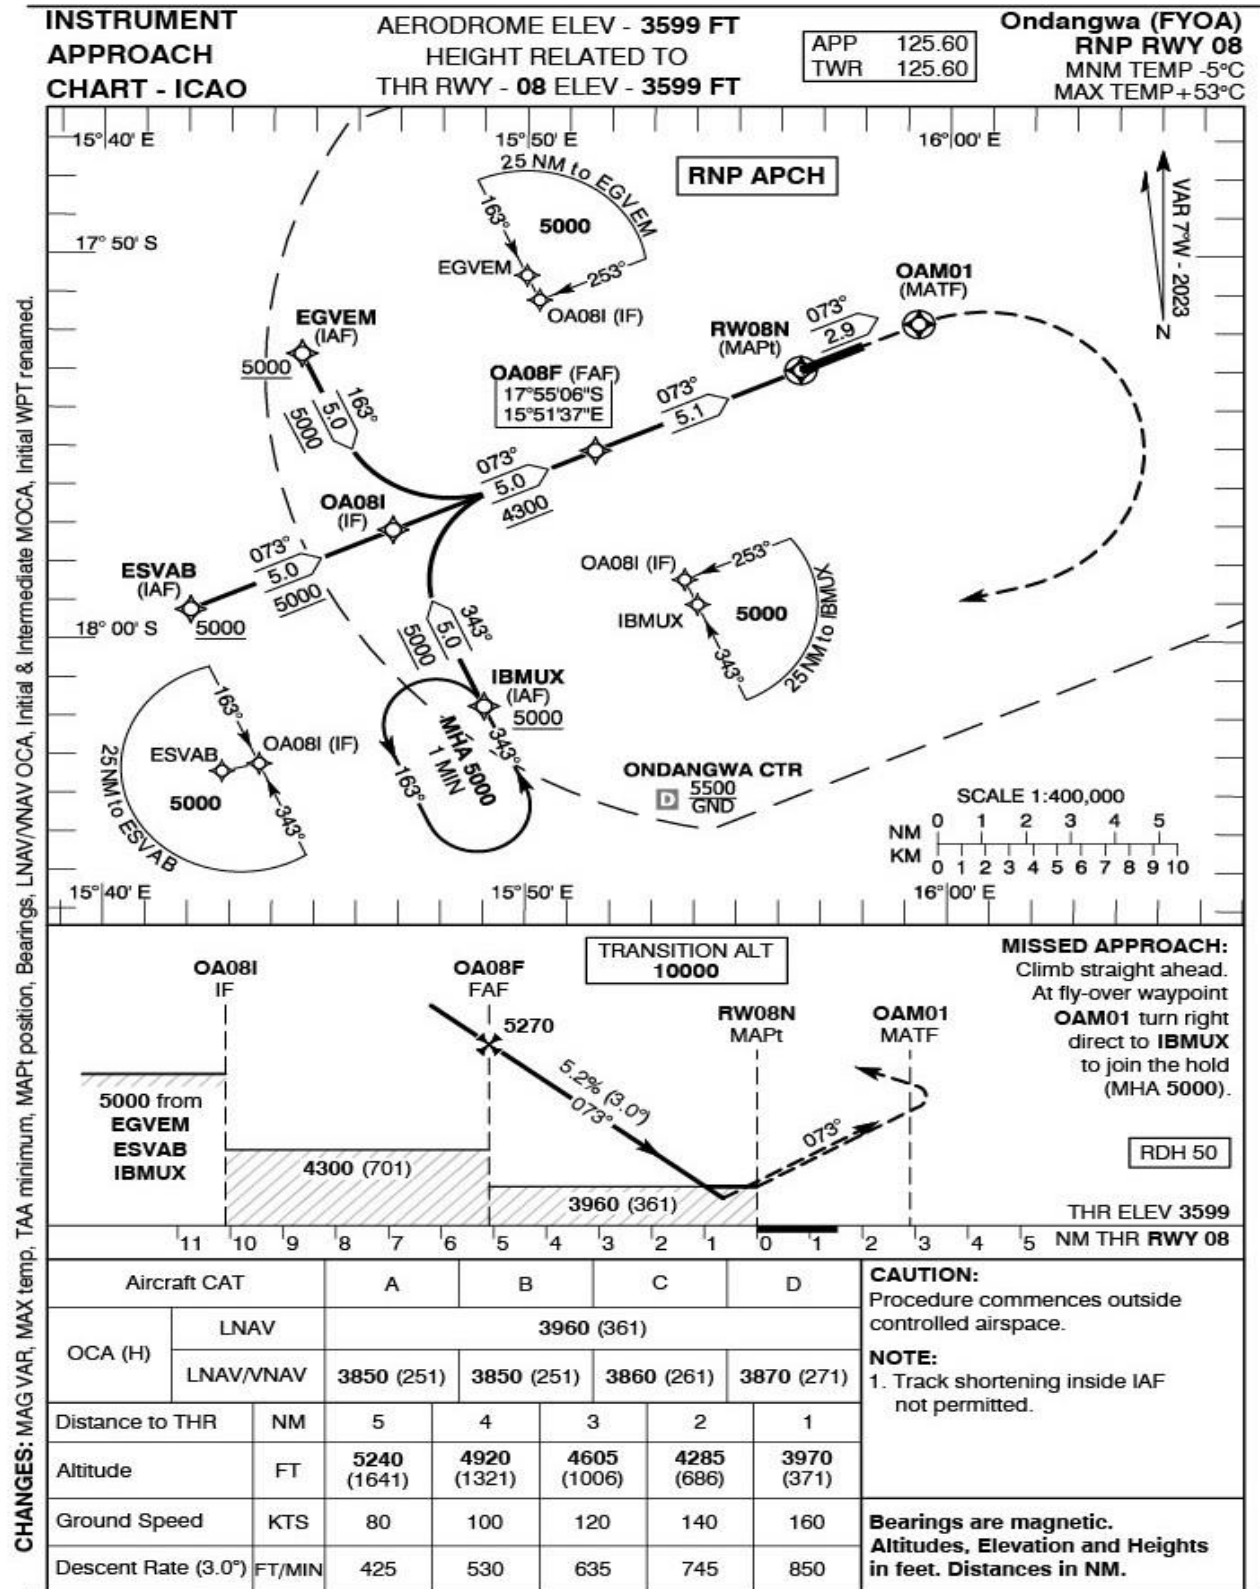 INSTRUMENT
APPROACH
CHART - ICAO
AERODROME ELEV - 3599 FT
HEIGHT RELATED TO
THR RWY - 08 ELEV - 3599 FT
APP 125.60
TWR 125.60
Ondangwa (FYOA)
RNP RWY 08
MNM TEMP -5°C
MAX TEMP+53°C
15° 40' E
15° 50' E
16° 00' E
RNP APCH
VAR 7°W - 2023
N
17° 50' S
25 NM to EGVEM
163°
5000
EGVEM
253°
OA08I (IF)
OAM01
(MATF)
EGVEM
(IAF)
5000
163°
5.0
5000
RW08N
(MAPt)
073°
2.9
OA08F (FAF)
17°55'06"S
15°51'37"E
073°
5.1
073°
5.0
4300
OA08I
(IF)
ESVAB
(IAF)
5000
073°
5.0
5000
18° 00' S
OA08I (IF)
253°
IBMUX
5000
343°
25 NM to IBMUX
343°
5.0
5000
IBMUX
(IAF)
5000
MHA 5000
1 MIN
343°
163°
163°
ESVAB
OA08I (IF)
5000
343°
25 NM to ESVAB
ONDANGWA CTR
D 5500
GND
SCALE 1:400,000
0 1 2 3 4 5
NM
KM
0 1 2 3 4 5 6 7 8 9 10
15° 40' E
15° 50' E
16° 00' E
TRANSITION ALT
10000
OA08I
IF
OA08F
FAF
5270
RW08N
MAPt
OAM01
MATF
5.2% (3.0°)
073°
073°
5000 from
EGVEM
ESVAB
IBMUX
4300 (701)
3960 (361)
MISSED APPROACH:
Climb straight ahead.
At fly-over waypoint
OAM01 turn right
direct to IBMUX
to join the hold
(MHA 5000).
RDH 50
THR ELEV 3599
11 10 9 8 7 6 5 4 3 2 1 0 1 2 3 4 5 NM THR RWY 08
Aircraft CAT A B C D
OCA (H)
LNAV 3960 (361)
LNAV/VNAV 3850 (251) 3850 (251) 3860 (261) 3870 (271)
Distance to THR NM 5 4 3 2 1
Altitude FT 5240 4920 4605 4285 3970
(1641) (1321) (1006) (686) (371)
Ground Speed KTS 80 100 120 140 160
Descent Rate (3.0°) FT/MIN 425 530 635 745 850
CAUTION:
Procedure commences outside
controlled airspace.
NOTE:
1. Track shortening inside IAF
not permitted.
Bearings are magnetic.
Altitudes, Elevation and Heights
in feet. Distances in NM.
CHANGES: MAG VAR, MAX temp, TAA minimum, MAPt position, Bearings, LNAV/VNAV OCA, Initial & Intermediate MOCA, Initial WPT renamed.